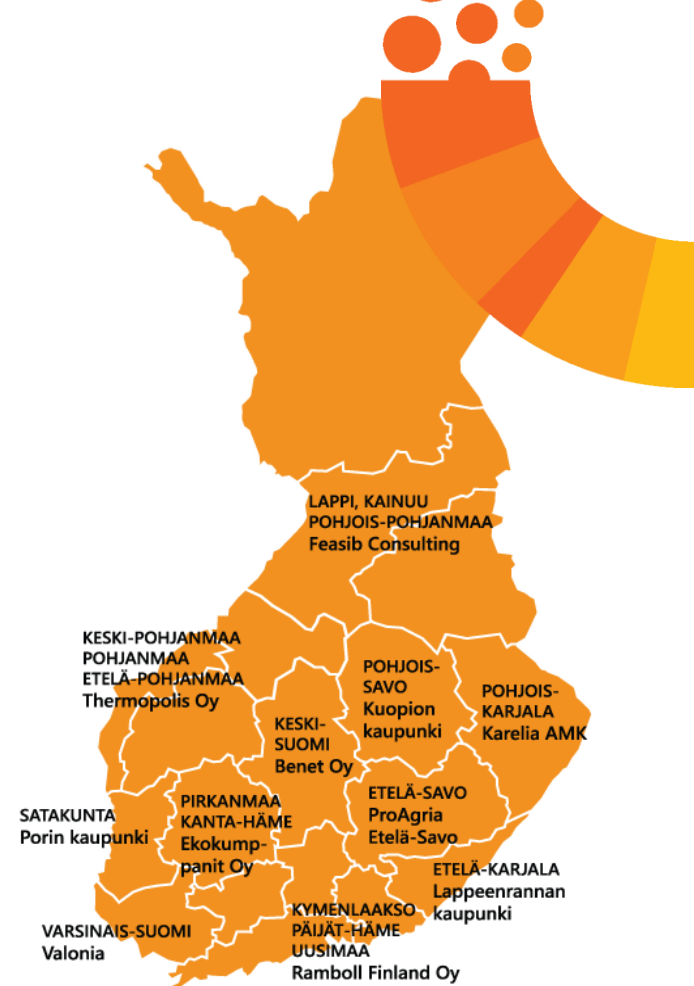 LAPPI, KAINUU
POHJOIS-POHJANMAA
Feasib Consulting
KESKI-POHJANMAA
POHJANMAA
ETELÄ-POHJANMAA
Thermopolis Oy
POHJOIS-
SAVO
Kuopion
kaupunki
POHJOIS-
KARJALA
Karelia AMK
KESKI-
SUOMI
Benet Oy
ETELÄ-SAVO
ProAgria
Etelä-Savo
SATAKUNTA
Porin kaupunki
PIRKANMAA
KANTA-HÄME
Ekokump-
panit Oy
ETELÄ-KARJALA
Lappeenrannan
kaupunki
VARSINAIS-SUOMI
Valonia
KYMENLAAKSO
PÄIJÄT-HÄME
UUSIMAA
Ramboll Finland Oy